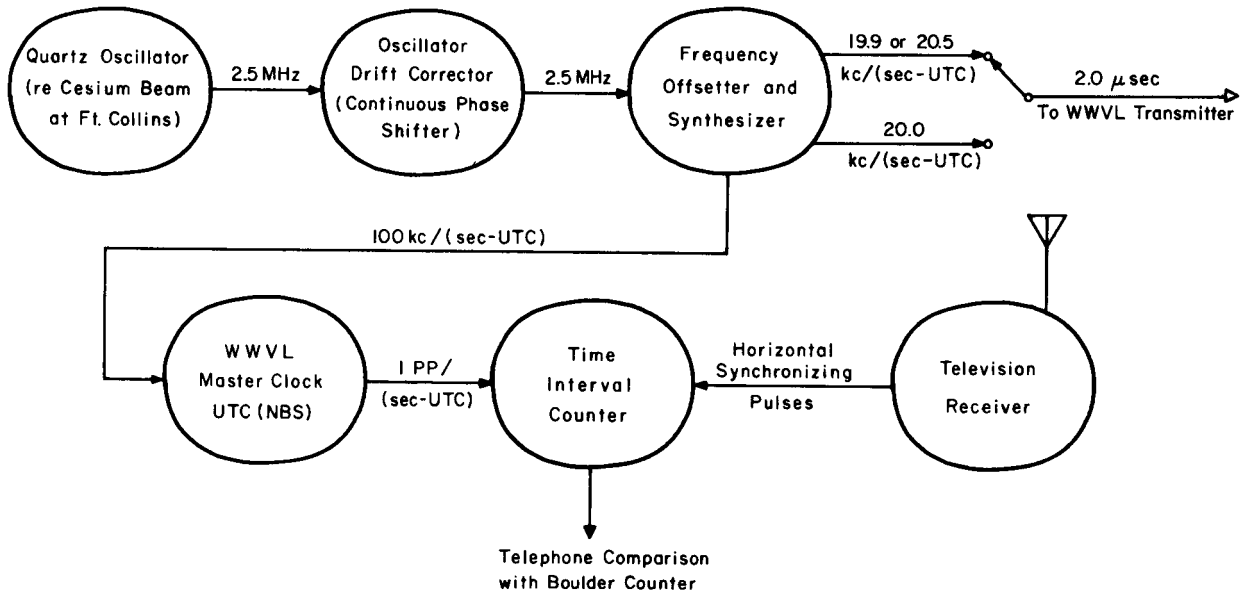 Quartz Oscillator
(re Cesium Beam
at Ft. Collins)
2.5 MHz
Oscillator
Drift Corrector
(Continuous Phase
Shifter)
2.5 MHz
Frequency
Offsetter and
Synthesizer
19.9 or 20.5
kc/(sec-UTC)
20.0
kc/(sec-UTC)
2.0 μsec
To WWVL Transmitter
100 kc/(sec-UTC)
WWVL
Master Clock
UTC (NBS)
1 PP/
(sec-UTC)
Time
Interval
Counter
Horizontal
Synchronizing
Pulses
Television
Receiver
Telephone Comparison
with Boulder Counter